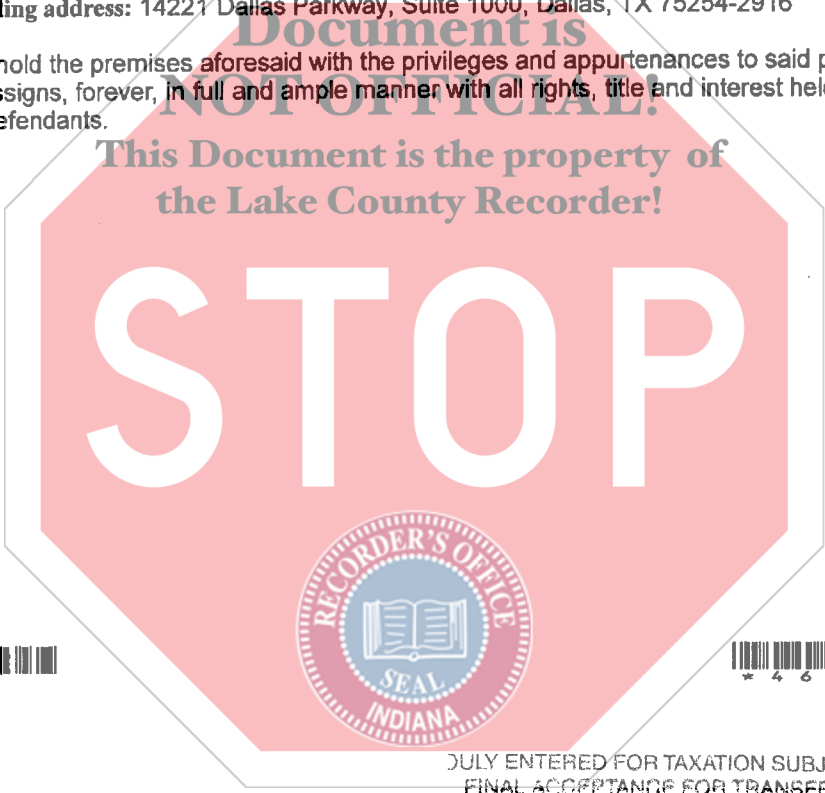 ling address: 14221 Dallas Parkway, Suite 1000, Dallas, TX 75254-2916
Document is
hold the premises aforesaid with the privileges and appurtenances to said p
ssigns, forever, in full and ample manner with all rights, title and interest hel
NOT OFFICIAL!
efendants.
This Document is the property of
the Lake County Recorder!
STOP
RECORDER'S OFFICE
SEAL
INDIANA
* 4 6
DULY ENTERED FOR TAXATION SUBJ
FINAL ACCEPTANCE FOR TRANSFER